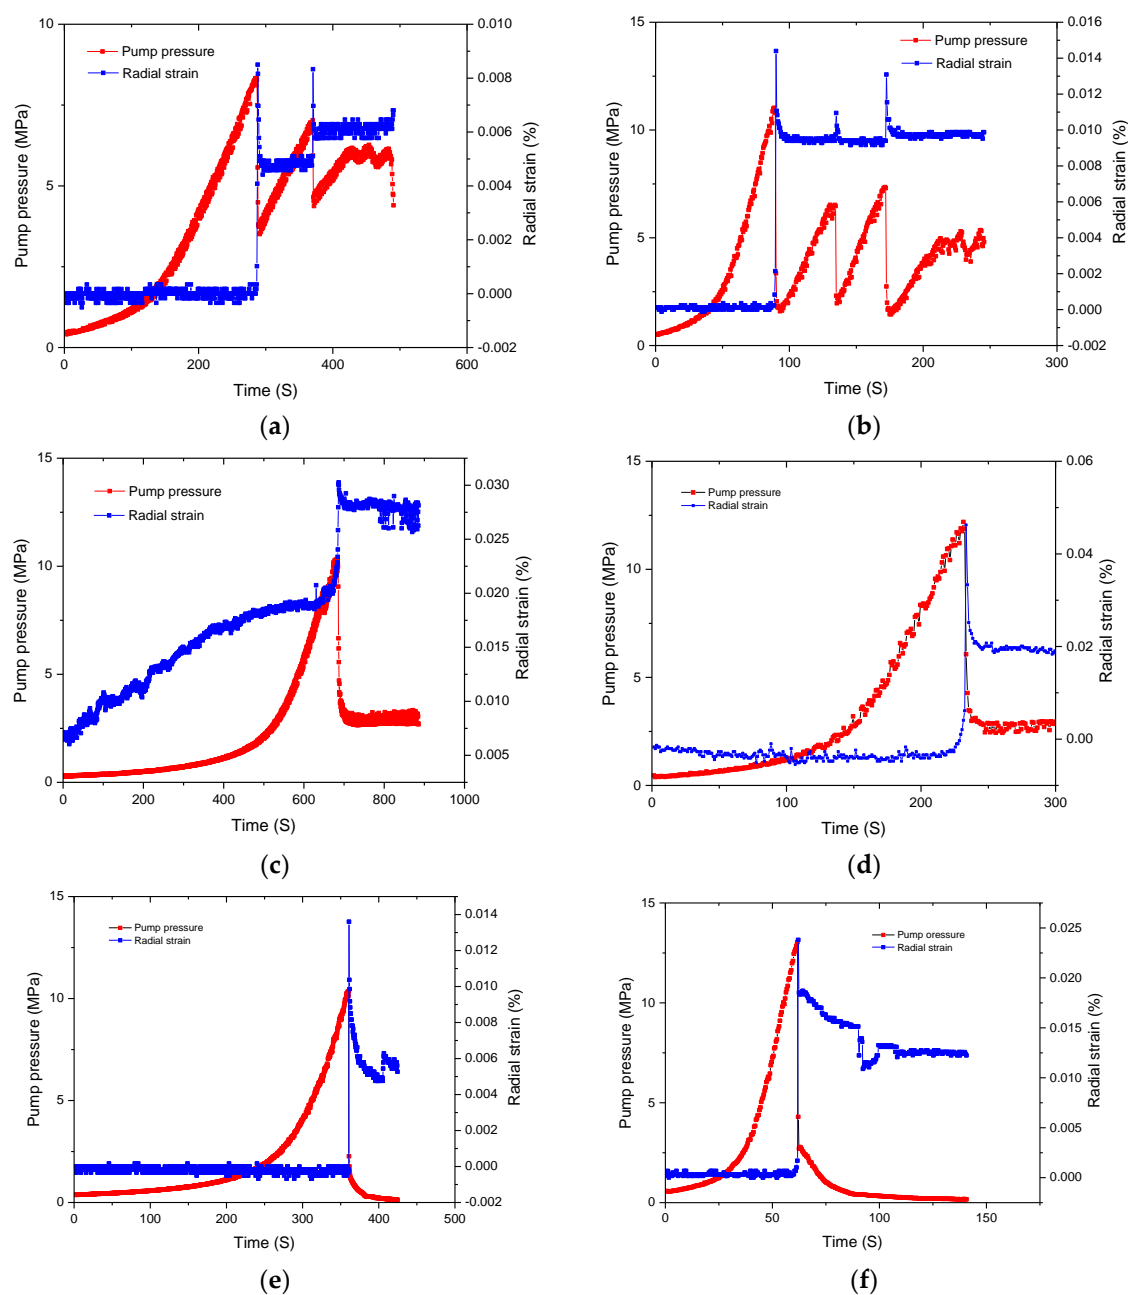 Pump pressure
Radial strain
Pump pressure (MPa)
10
5
0
0.010
0.008
0.006
0.004
0.002
0.000
-0.002
Radial strain (%)
0
200
400
600
Time (S)
(a)
Pump pressure
Radial strain
Pump pressure (MPa)
15
10
5
0
0.016
0.014
0.012
0.010
0.008
0.006
0.004
0.002
0.000
-0.002
Radial strain (%)
0
100
200
300
Time (S)
(b)
Pump pressure
Radial strain
Pump pressure (MPa)
15
10
5
0
0.030
0.025
0.020
0.015
0.010
0.005
Radial strain (%)
0
200
400
600
800
1000
Time (S)
(c)
Pump pressure
Radial strain
Pump pressure (MPa)
15
10
5
0
0.06
0.04
0.02
0.00
Radial strain (%)
0
100
200
300
Time (S)
(d)
Pump pressure
Radial strain
Pump pressure (MPa)
15
10
5
0
0.014
0.012
0.010
0.008
0.006
0.004
0.002
0.000
-0.002
Radial strain (%)
0
100
200
300
400
500
Time (S)
(e)
Pump oressure
Radial strain
Pump pressure (MPa)
15
10
5
0
0.025
0.020
0.015
0.010
0.005
0.000
Radial strain (%)
0
50
100
150
Time (S)
(f)